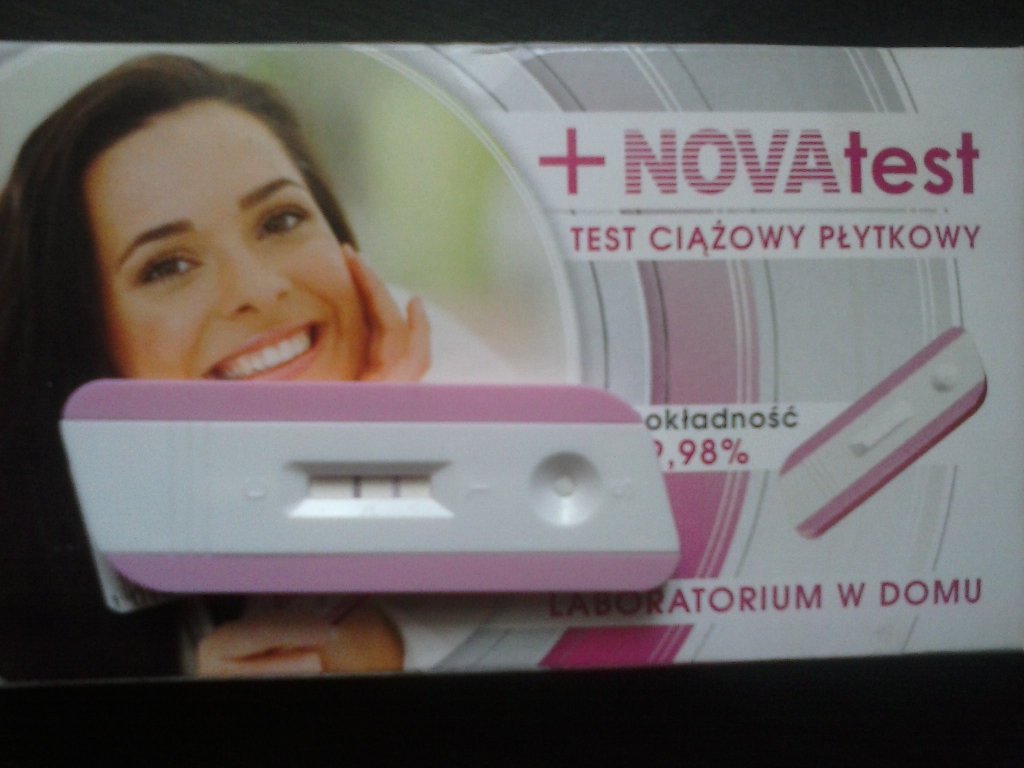 + NOVAtest
TEST CIĄŻOWY PŁYTKOWY
okładność
,98%
LABORATORIUM W DOMU